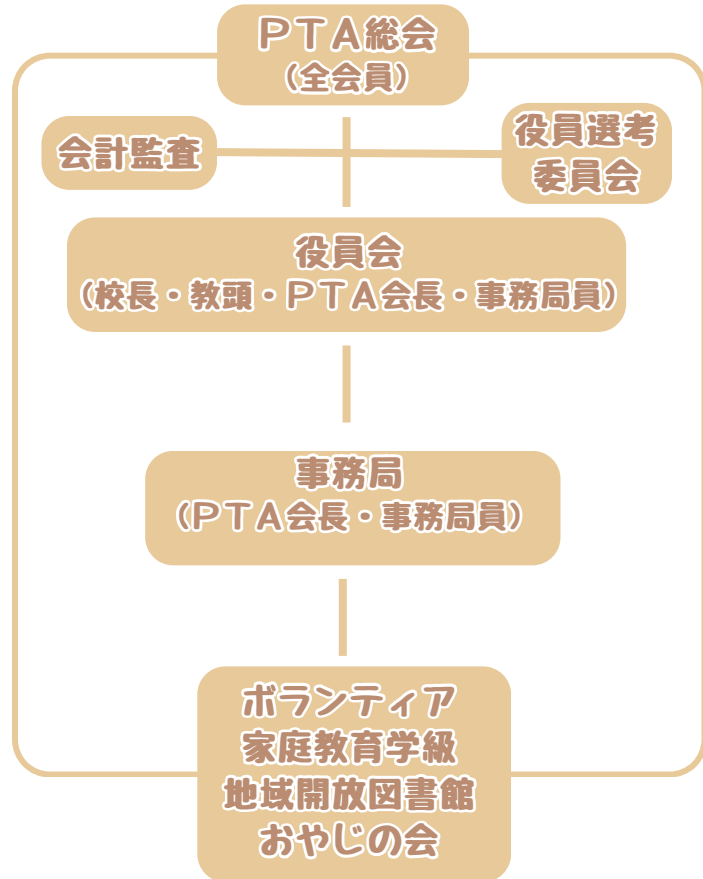 PTA総会
(全会員)
会計監査
役員選考
委員会
役員会
(校長・教頭・PTA会長・事務局員)
事務局
(PTA会長・事務局員)
ボランティア
家庭教育学級
地域開放図書館
おやじの会